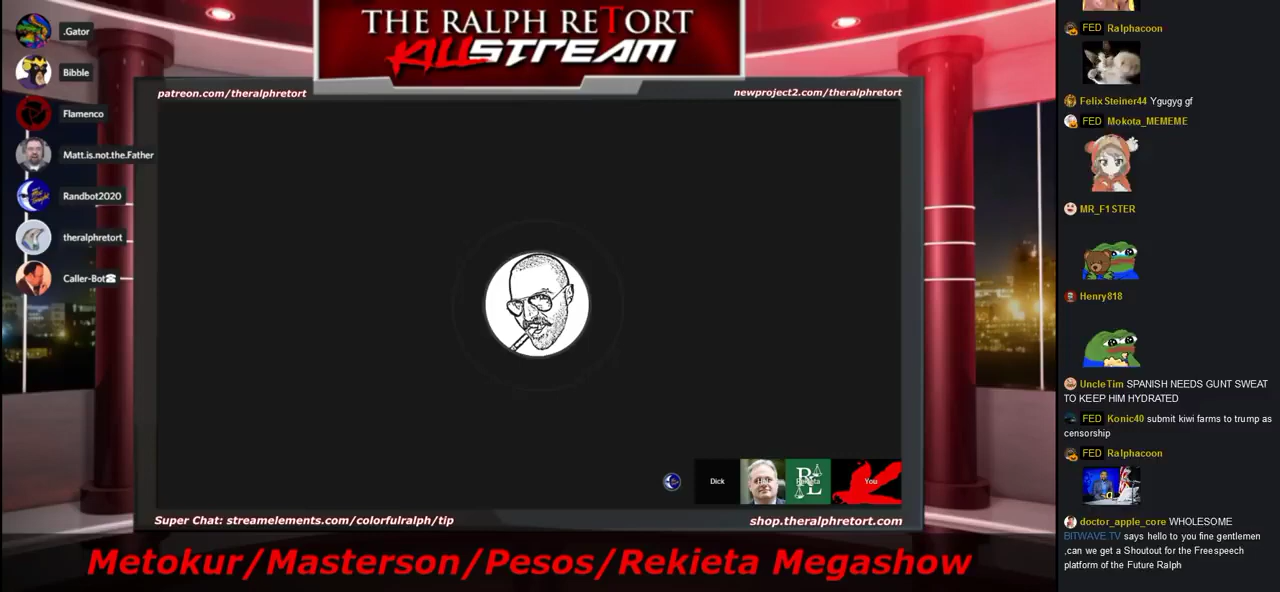 THE RALPH RETORT
KILLSTREAM
patreon.com/theralphretort
newproject2.com/theralphretort
.Gator
Bibble
Flamenco
Matt.is.not.the.Father
Randbot2020
theralphretort
Caller-Bot☎
Dick
Rekieta
RL
You
Super Chat: streamelements.com/colorfulralph/tip
shop.theralphretort.com
Metokur/Masterson/Pesos/Rekieta Megashow
FED Ralphacoon
Felix Steiner44 Ygugyg gf
FED Mokota_MEMEME
MR_F1STER
Henry818
UncleTim SPANISH NEEDS GUNT SWEAT
TO KEEP HIM HYDRATED
FED Konic40 submit kiwi farms to trump as
censorship
FED Ralphacoon
doctor_apple_core WHOLESOME
BITWAVE.TV says hello to you fine gentlemen
,can we get a Shoutout for the Freespeech
platform of the Future Ralph